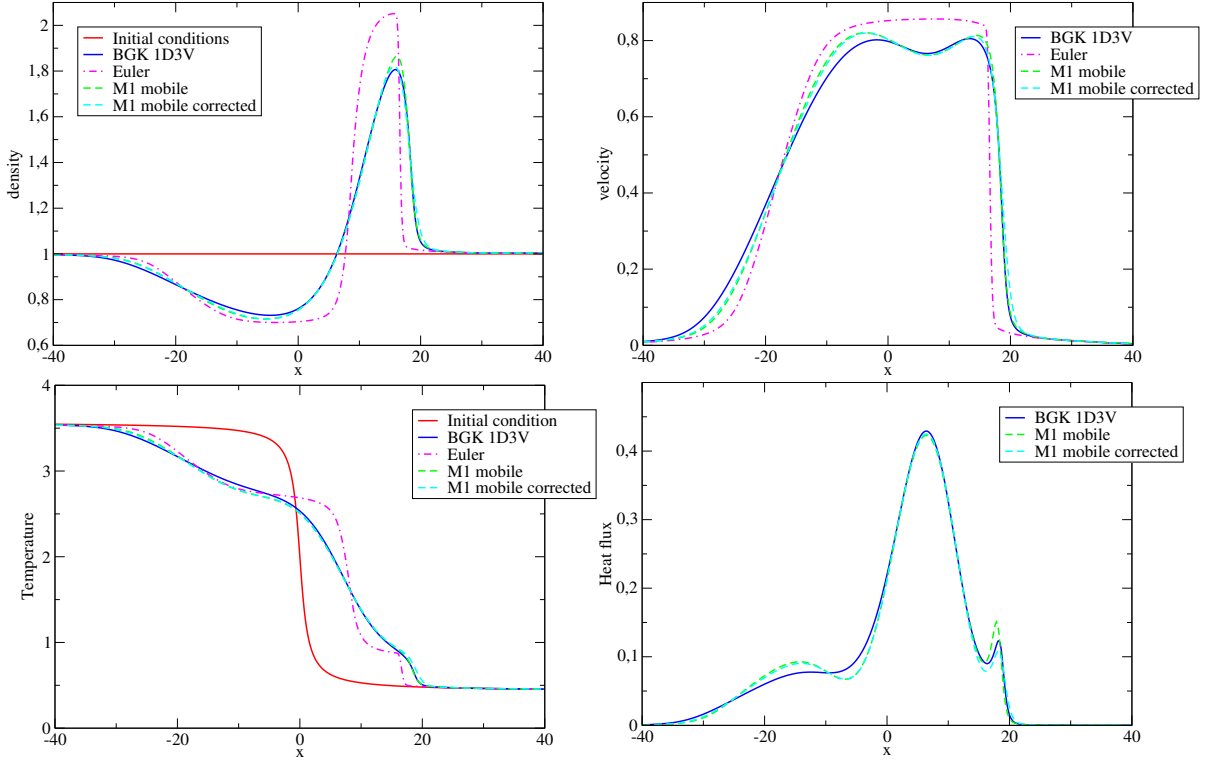 2
1.8
1.4
1.2
1
0.8
0.6
density
-40
-20
0
20
40
x
Initial conditions
BGK 1D3V
Euler
M1 mobile
M1 mobile corrected
0,8
0,6
0,4
0,2
0
velocity
-40
-20
0
20
40
x
BGK 1D3V
Euler
M1 mobile
M1 mobile corrected
4
3
2
1
0
Temperature
-40
-20
0
20
40
x
Initial condition
BGK 1D3V
Euler
M1 mobile
M1 mobile corrected
0,4
0,3
0,2
0,1
0
Heat flux
-40
-20
0
20
40
x
BGK 1D3V
M1 mobile
M1 mobile corrected